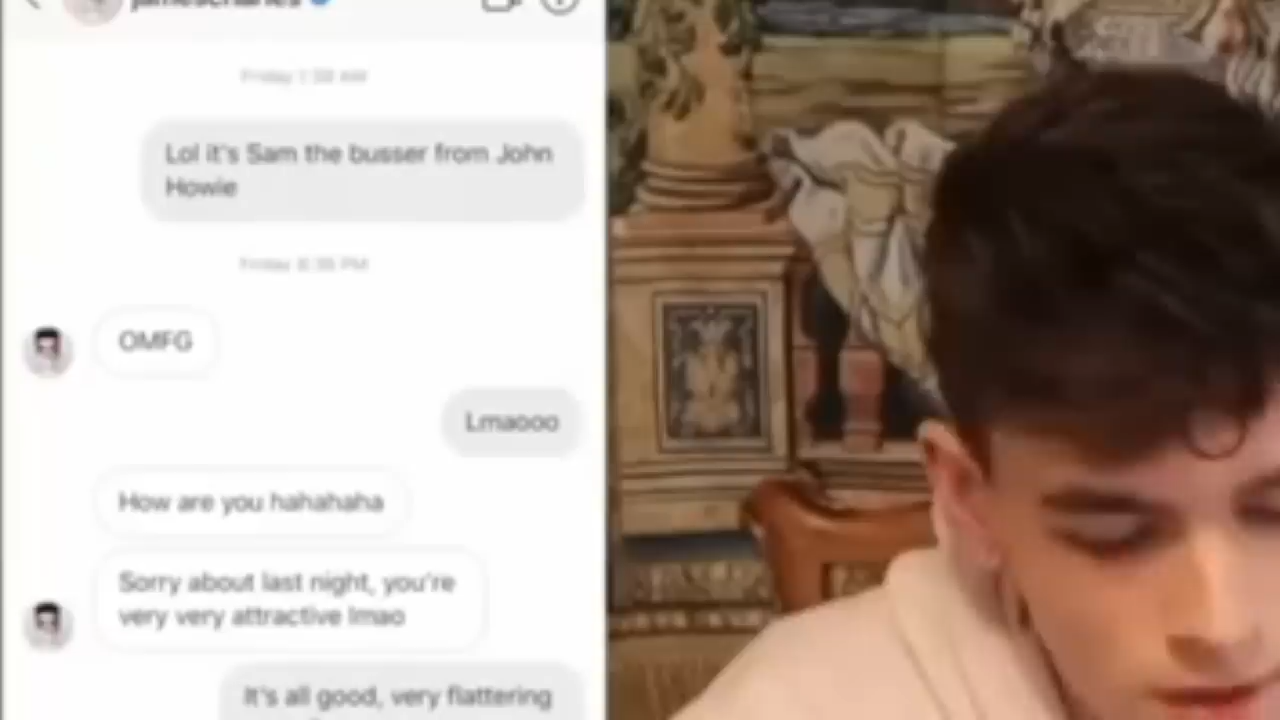 jamescharles
Lol it's Sam the busser from John
Howie
OMFG
Lmaooo
How are you hahahaha
Sorry about last night, you're
very very attractive lmao
It's all good, very flattering